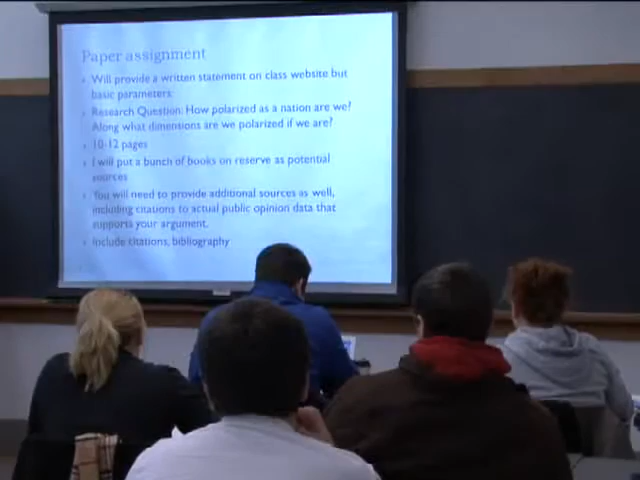 Paper assignment
Will provide a written statement on class website but
basic parameters:
Research Question: How polarized as a nation are we?
Along what dimensions are we polarized if we are?
10-12 pages
I will put a bunch of books on reserve as potential
sources
You will need to provide additional sources as well,
including citations to actual public opinion data that
supports your argument.
Include citations, bibliography